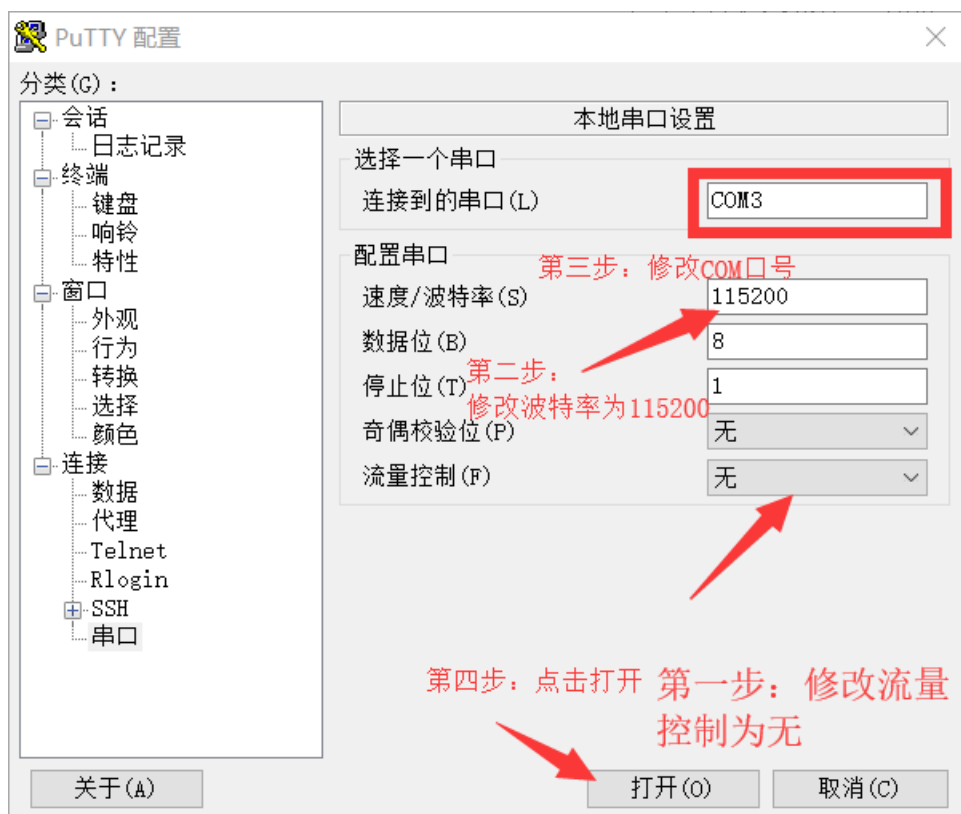 PuTTY 配置
分类(G)：
会话
日志记录
终端
键盘
响铃
特性
窗口
外观
行为
转换
选择
颜色
连接
数据
代理
Telnet
Rlogin
SSH
串口
本地串口设置
选择一个串口
连接到的串口(L)
COM3
配置串口
第三步：修改COM口号
速度/波特率(S)
115200
数据位(B)
8
第二步：
修改波特率为115200
停止位(T)
1
奇偶校验位(P)
无
流量控制(F)
无
第四步：点击打开
第一步：修改流量
控制为无
关于(A)
打开(O)
取消(C)